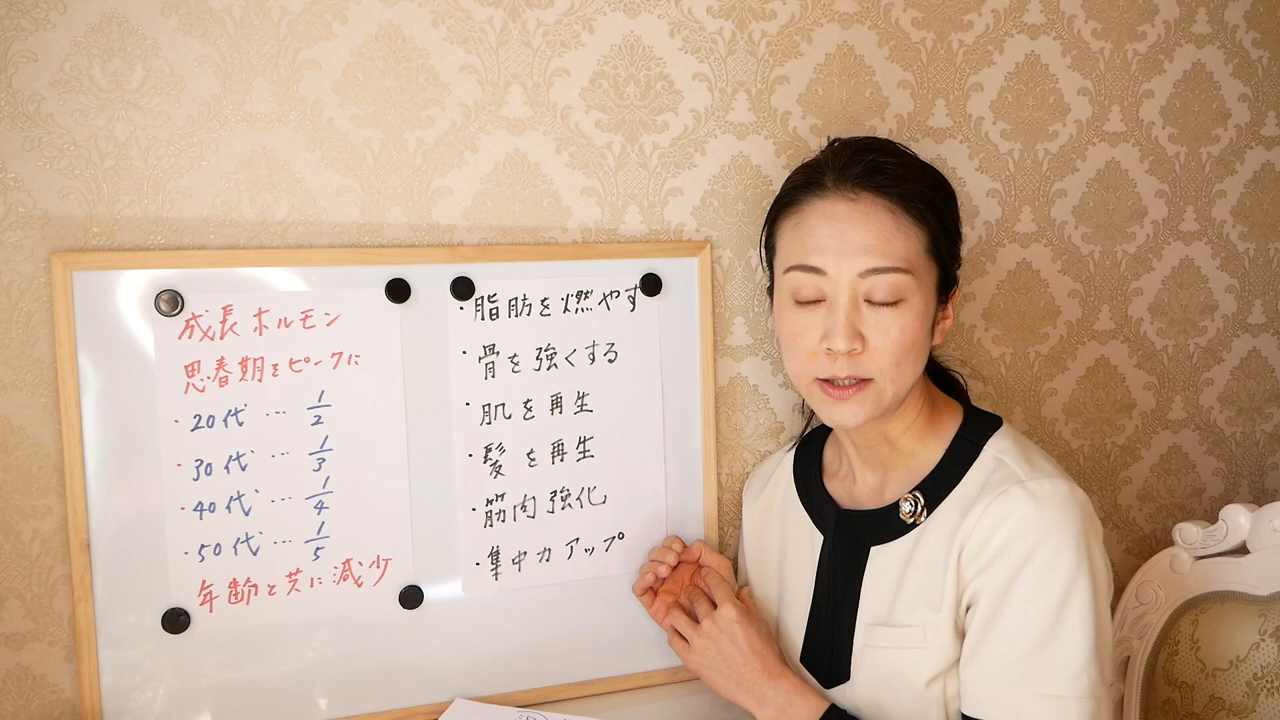 成長ホルモン
思春期をピークに
・20代…1/2
・30代…1/3
・40代…1/4
・50代…1/5
年齢と共に減少
・脂肪を燃やす
・骨を強くする
・肌を再生
・髪を再生
・筋肉強化
・集中力アップ